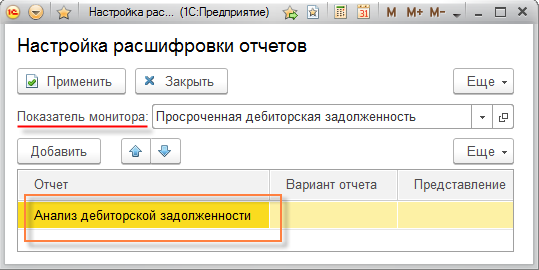 Настройка рас... (1С:Предприятие)
M M+ M-
Настройка расшифровки отчетов
Применить Закрыть Еще
Показатель монитора: Просроченная дебиторская задолженность
Добавить Еще
Отчет Вариант отчета Представление
Анализ дебиторской задолженности